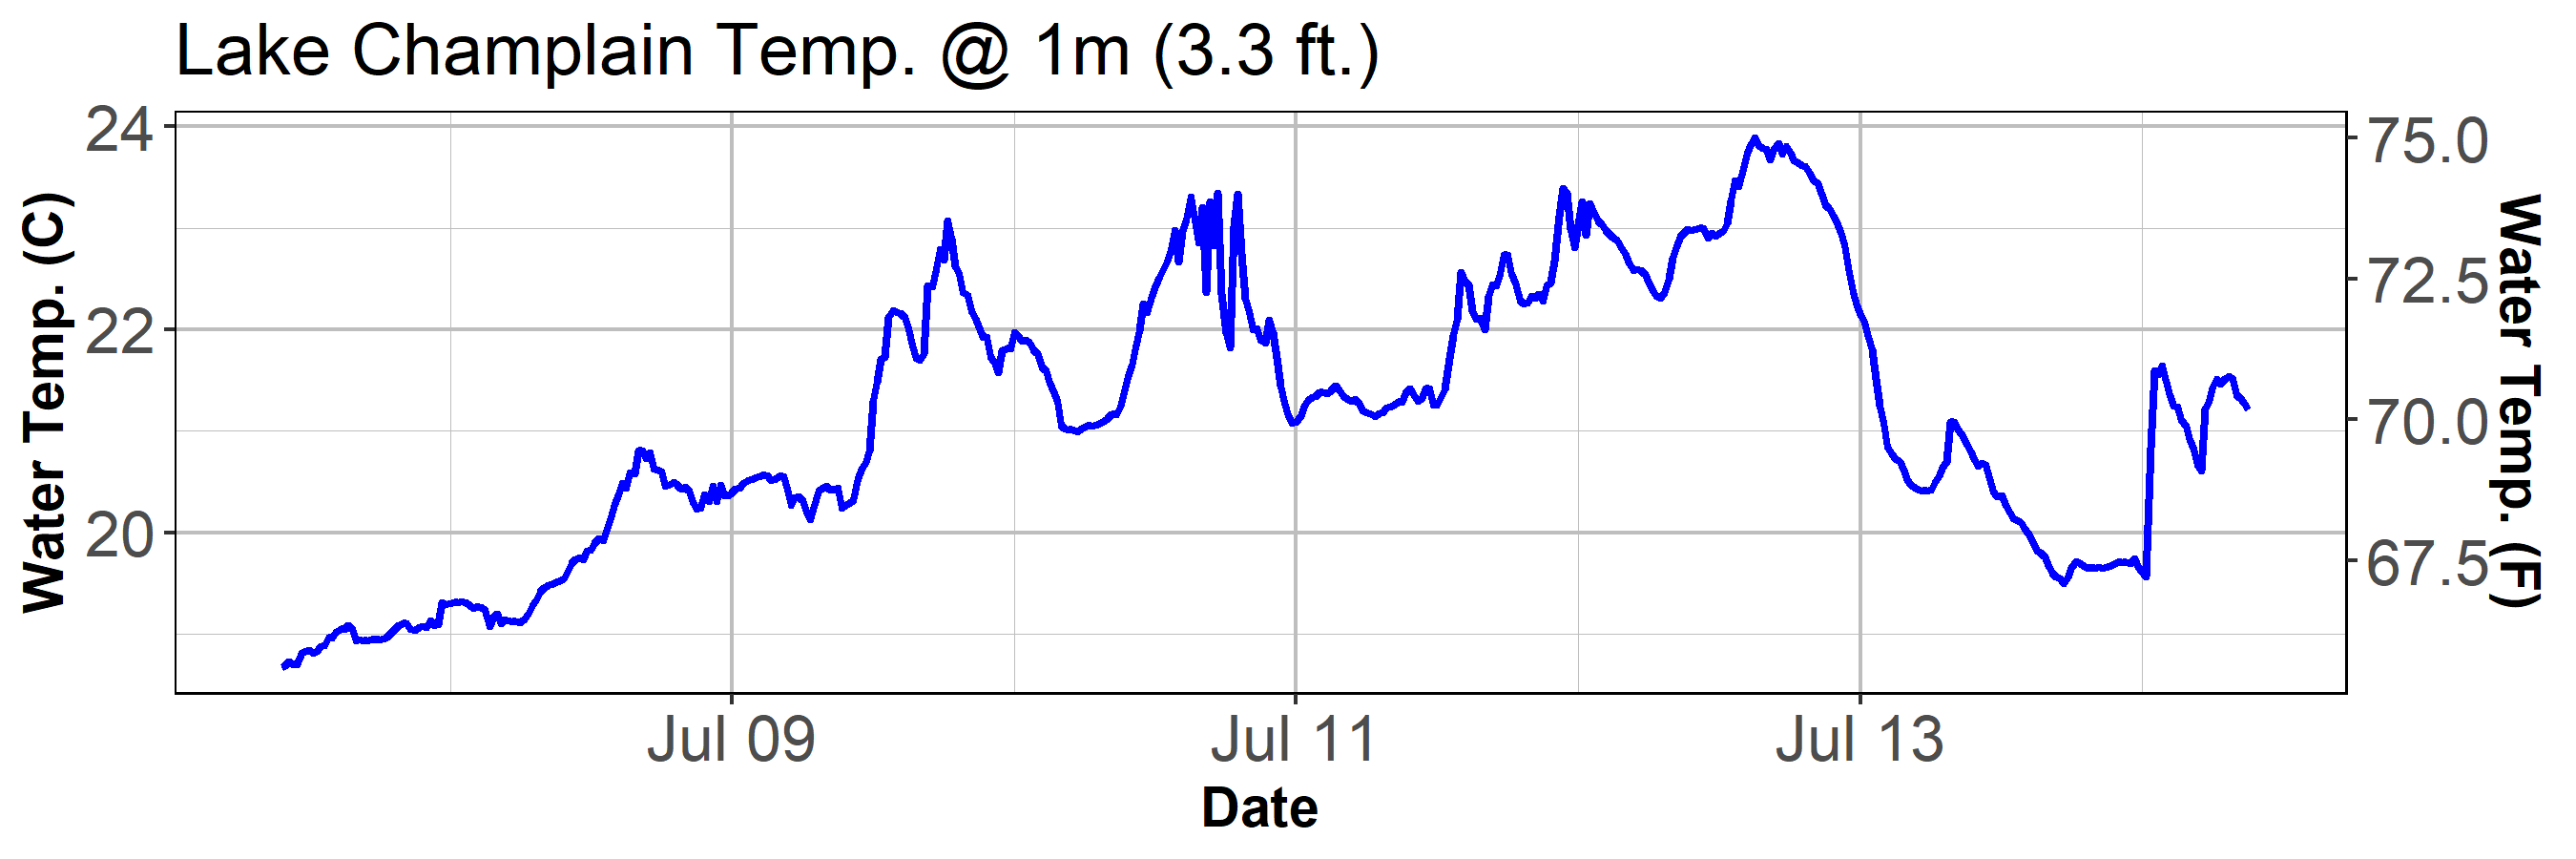 Lake Champlain Temp. @ 1m (3.3 ft.)
24
22
20
Water Temp. (C)
75.0
72.5
70.0
67.5
Water Temp. (F)
Jul 09
Jul 11
Jul 13
Date